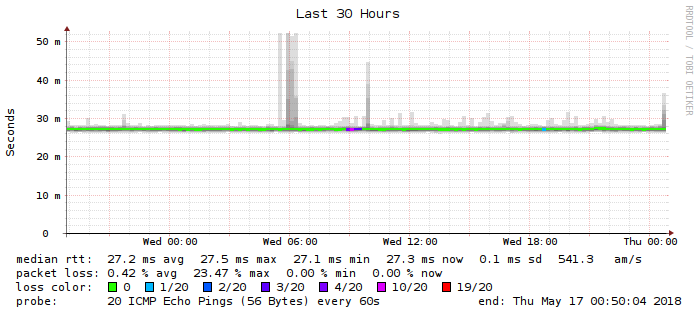 Last 30 Hours
RRDTOOL / TOBI OETIKER
Seconds
50 m
40 m
30 m
20 m
10 m
0
Wed 00:00 Wed 06:00 Wed 12:00 Wed 18:00 Thu 00:00
median rtt: 27.2 ms avg 27.5 ms max 27.1 ms min 27.3 ms now 0.1 ms sd 541.3 am/s
packet loss: 0.42 % avg 23.47 % max 0.00 % min 0.00 % now
loss color: 0 1/20 2/20 3/20 4/20 10/20 19/20
probe: 20 ICMP Echo Pings (56 Bytes) every 60s end: Thu May 17 00:50:04 2018